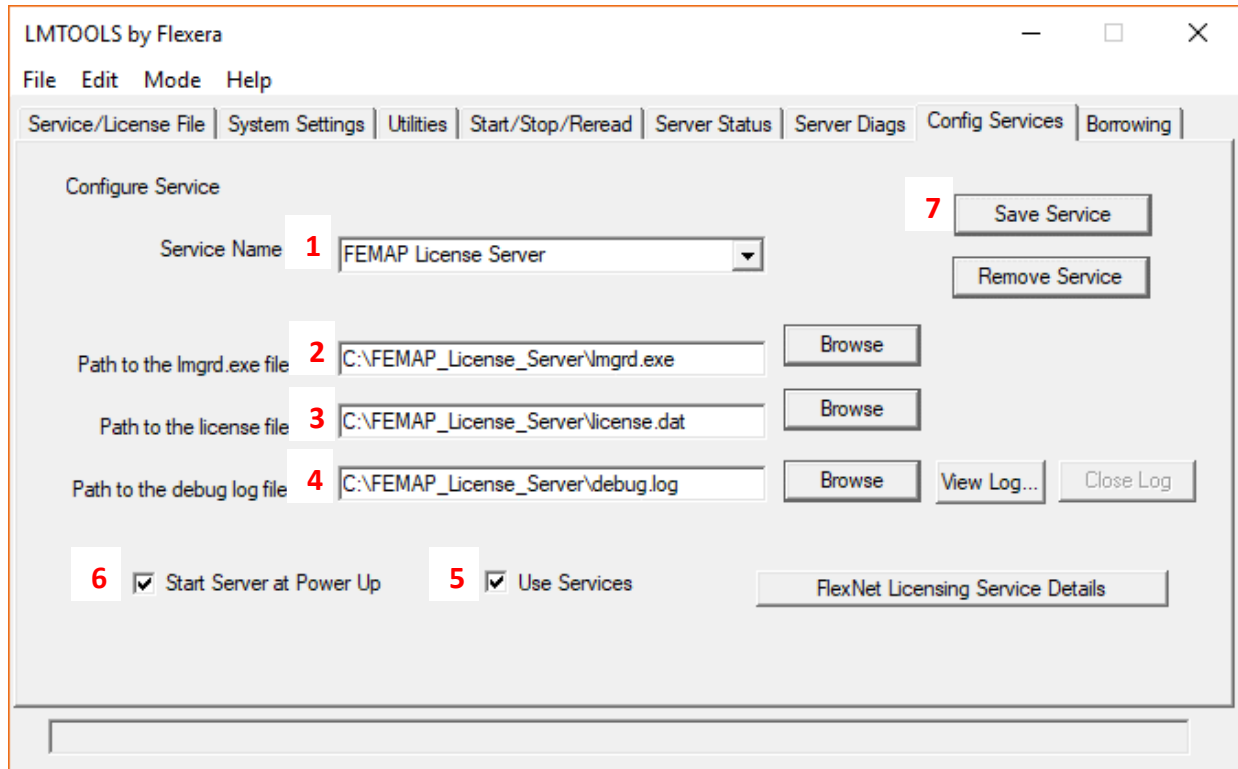 LMTOOLS by Flexera
File Edit Mode Help
Service/License File System Settings Utilities Start/Stop/Reread Server Status Server Diags Config Services Borrowing
Configure Service
7 Save Service
Service Name 1 FEMAP License Server
Remove Service
Path to the lmgrd.exe file 2 C:\FEMAP_License_Server\lmgrd.exe Browse
Path to the license file 3 C:\FEMAP_License_Server\license.dat Browse
Path to the debug log file 4 C:\FEMAP_License_Server\debug.log Browse View Log... Close Log
6 Start Server at Power Up 5 Use Services FlexNet Licensing Service Details